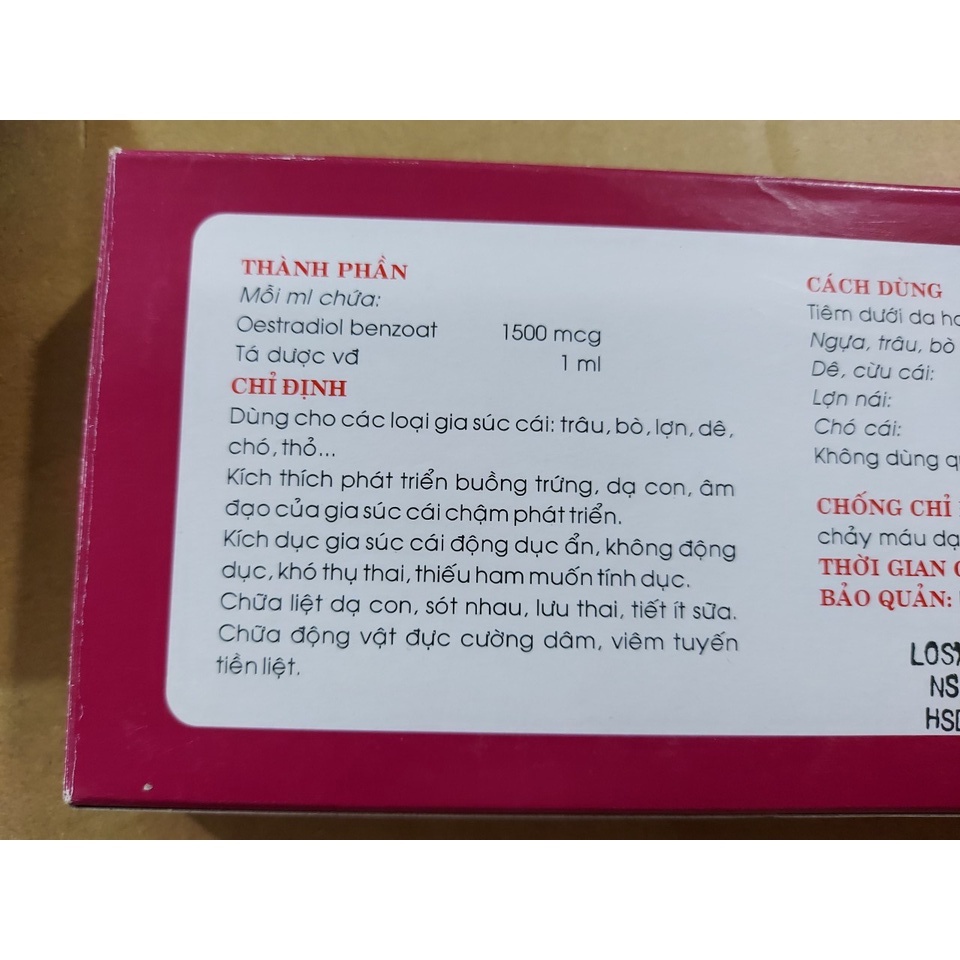 THÀNH PHẦN
Mỗi ml chứa:
Oestradiol benzoat 1500 mcg
Tá dược vđ 1 ml
CHỈ ĐỊNH
Dùng cho các loại gia súc cái: trâu, bò, lợn, dê,
chó, thỏ...
Kích thích phát triển buồng trứng, dạ con, âm
đạo của gia súc cái chậm phát triển.
Kích dục gia súc cái động dục ẩn, không động
dục, khó thụ thai, thiếu ham muốn tính dục.
Chữa liệt dạ con, sót nhau, lưu thai, tiết ít sữa.
Chữa động vật đực cường dâm, viêm tuyến
tiền liệt.
CÁCH DÙNG
Tiêm dưới da
Ngựa, trâu, bò
Dê, cừu cái:
Lợn nái:
Chó cái:
Không dùng
CHỐNG CHỈ
chảy máu dạ
THỜI GIAN
BẢO QUẢN: